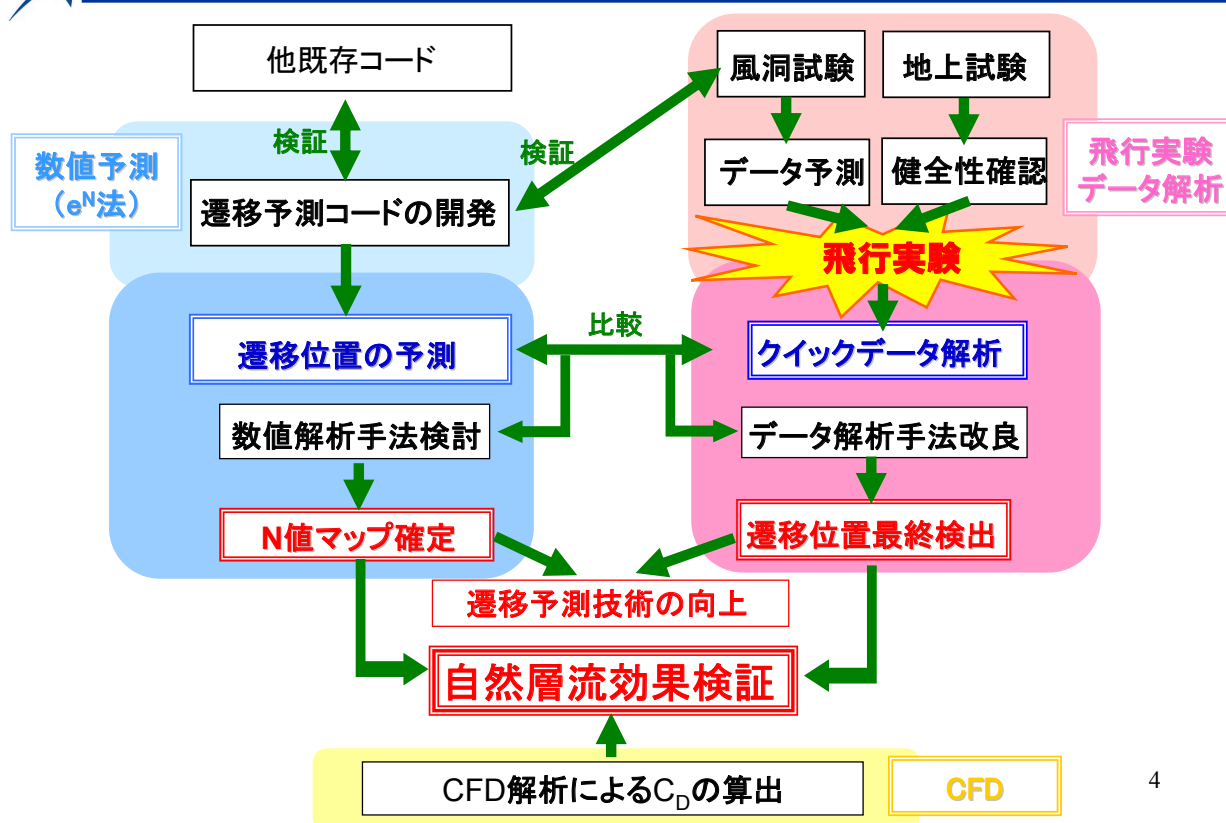 他既存コード
風洞試験
地上試験
検証
検証
数値予測
(eN法)
データ予測
健全性確認
飛行実験
データ解析
遷移予測コードの開発
飛行実験
比較
遷移位置の予測
クイックデータ解析
数値解析手法検討
データ解析手法改良
N値マップ確定
遷移位置最終検出
遷移予測技術の向上
自然層流効果検証
CFD解析によるCDの算出
CFD
4